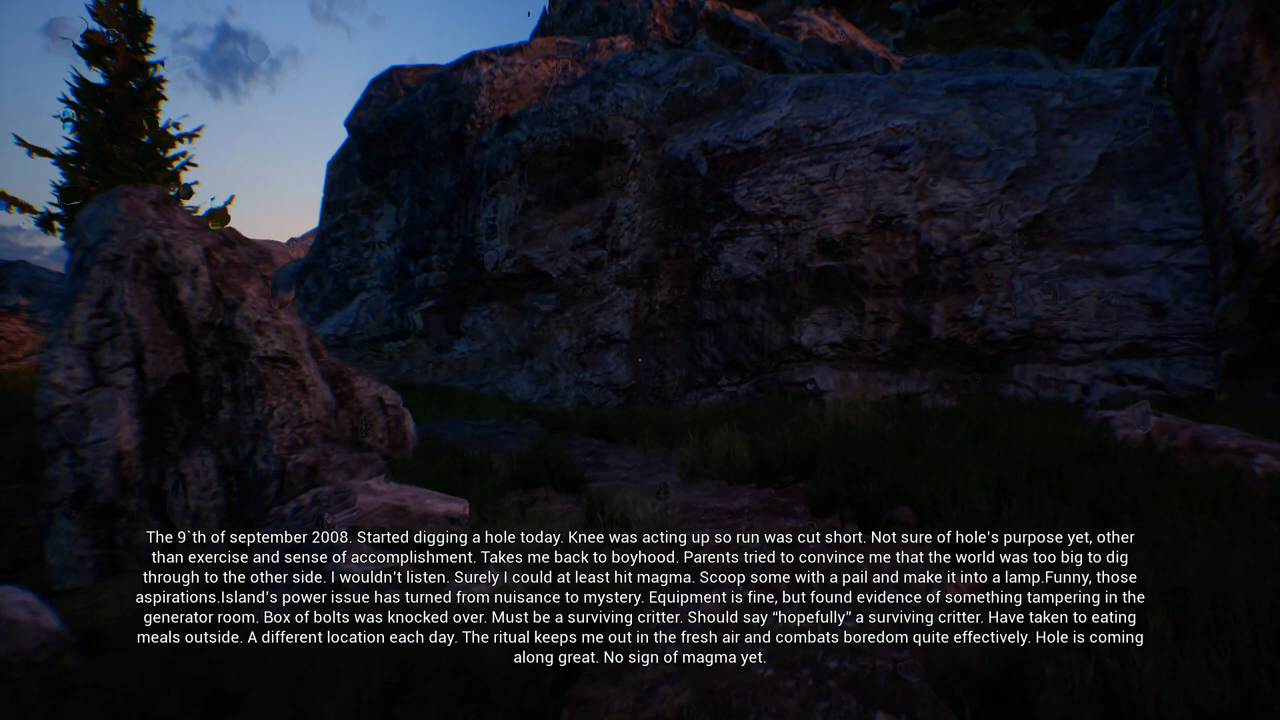 The 9`th of september 2008. Started digging a hole today. Knee was acting up so run was cut short. Not sure of hole's purpose yet, other
than exercise and sense of accomplishment. Takes me back to boyhood. Parents tried to convince me that the world was too big to dig
through to the other side. I wouldn't listen. Surely I could at least hit magma. Scoop some with a pail and make it into a lamp.Funny, those
aspirations.Island's power issue has turned from nuisance to mystery. Equipment is fine, but found evidence of something tampering in the
generator room. Box of bolts was knocked over. Must be a surviving critter. Should say “hopefully” a surviving critter. Have taken to eating
meals outside. A different location each day. The ritual keeps me out in the fresh air and combats boredom quite effectively. Hole is coming
along great. No sign of magma yet.